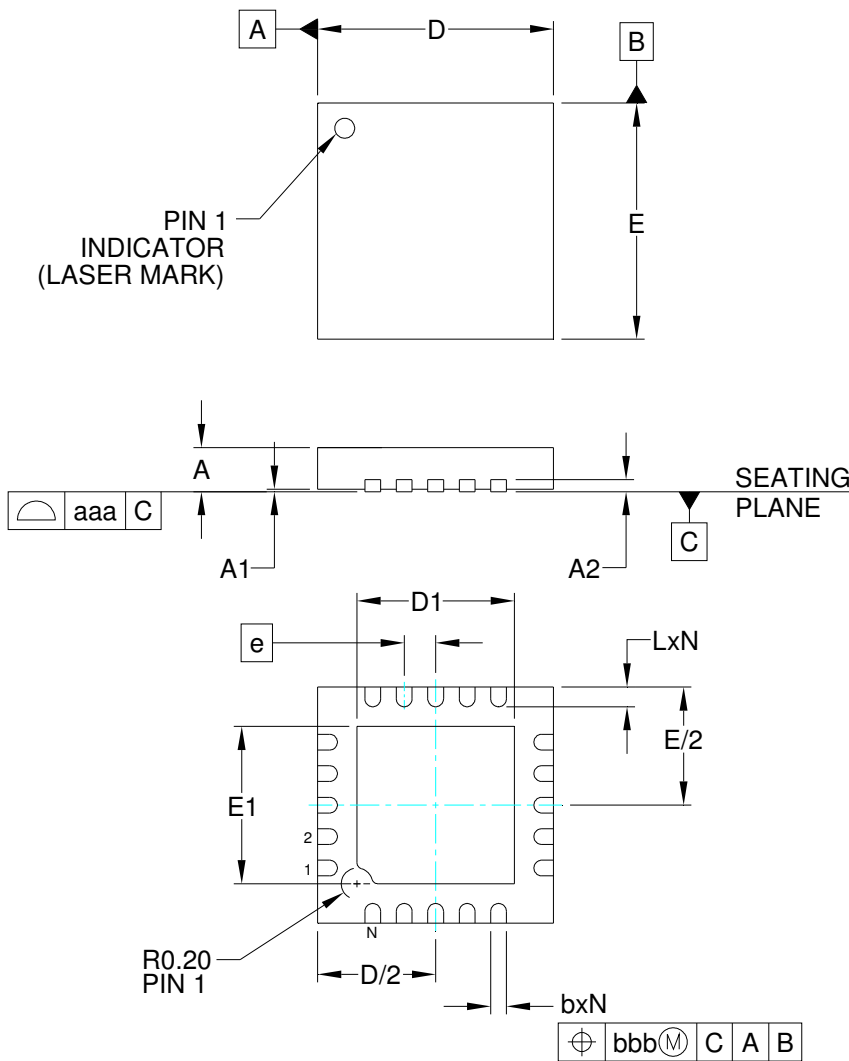 A
D
B
PIN 1
INDICATOR
(LASER MARK)
E
A
SEATING
PLANE
aaa C
C
A1
A2
D1
e
LxN
E/2
E1
2
1
N
R0.20
PIN 1
D/2
bxN
bbb Ⓜ C A B